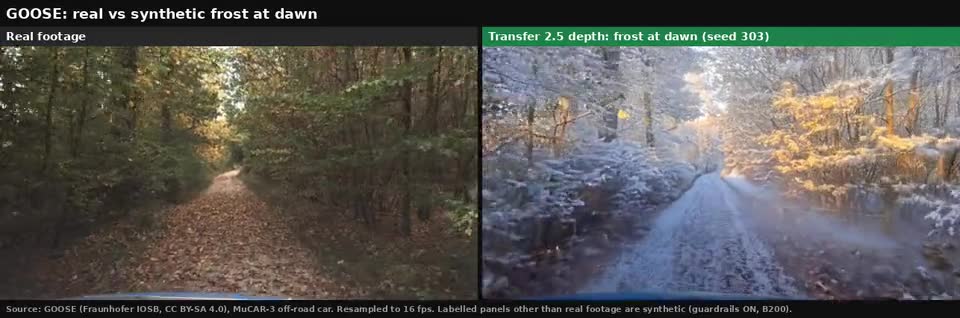 GOOSE: real vs synthetic frost at dawn
Real footage
Transfer 2.5 depth: frost at dawn (seed 303)
Source: GOOSE (Fraunhofer IOSB, CC BY-SA 4.0), MuCAR-3 off-road car. Resampled to 16 fps. Labelled panels other than real footage are synthetic (guardrails ON, B200).